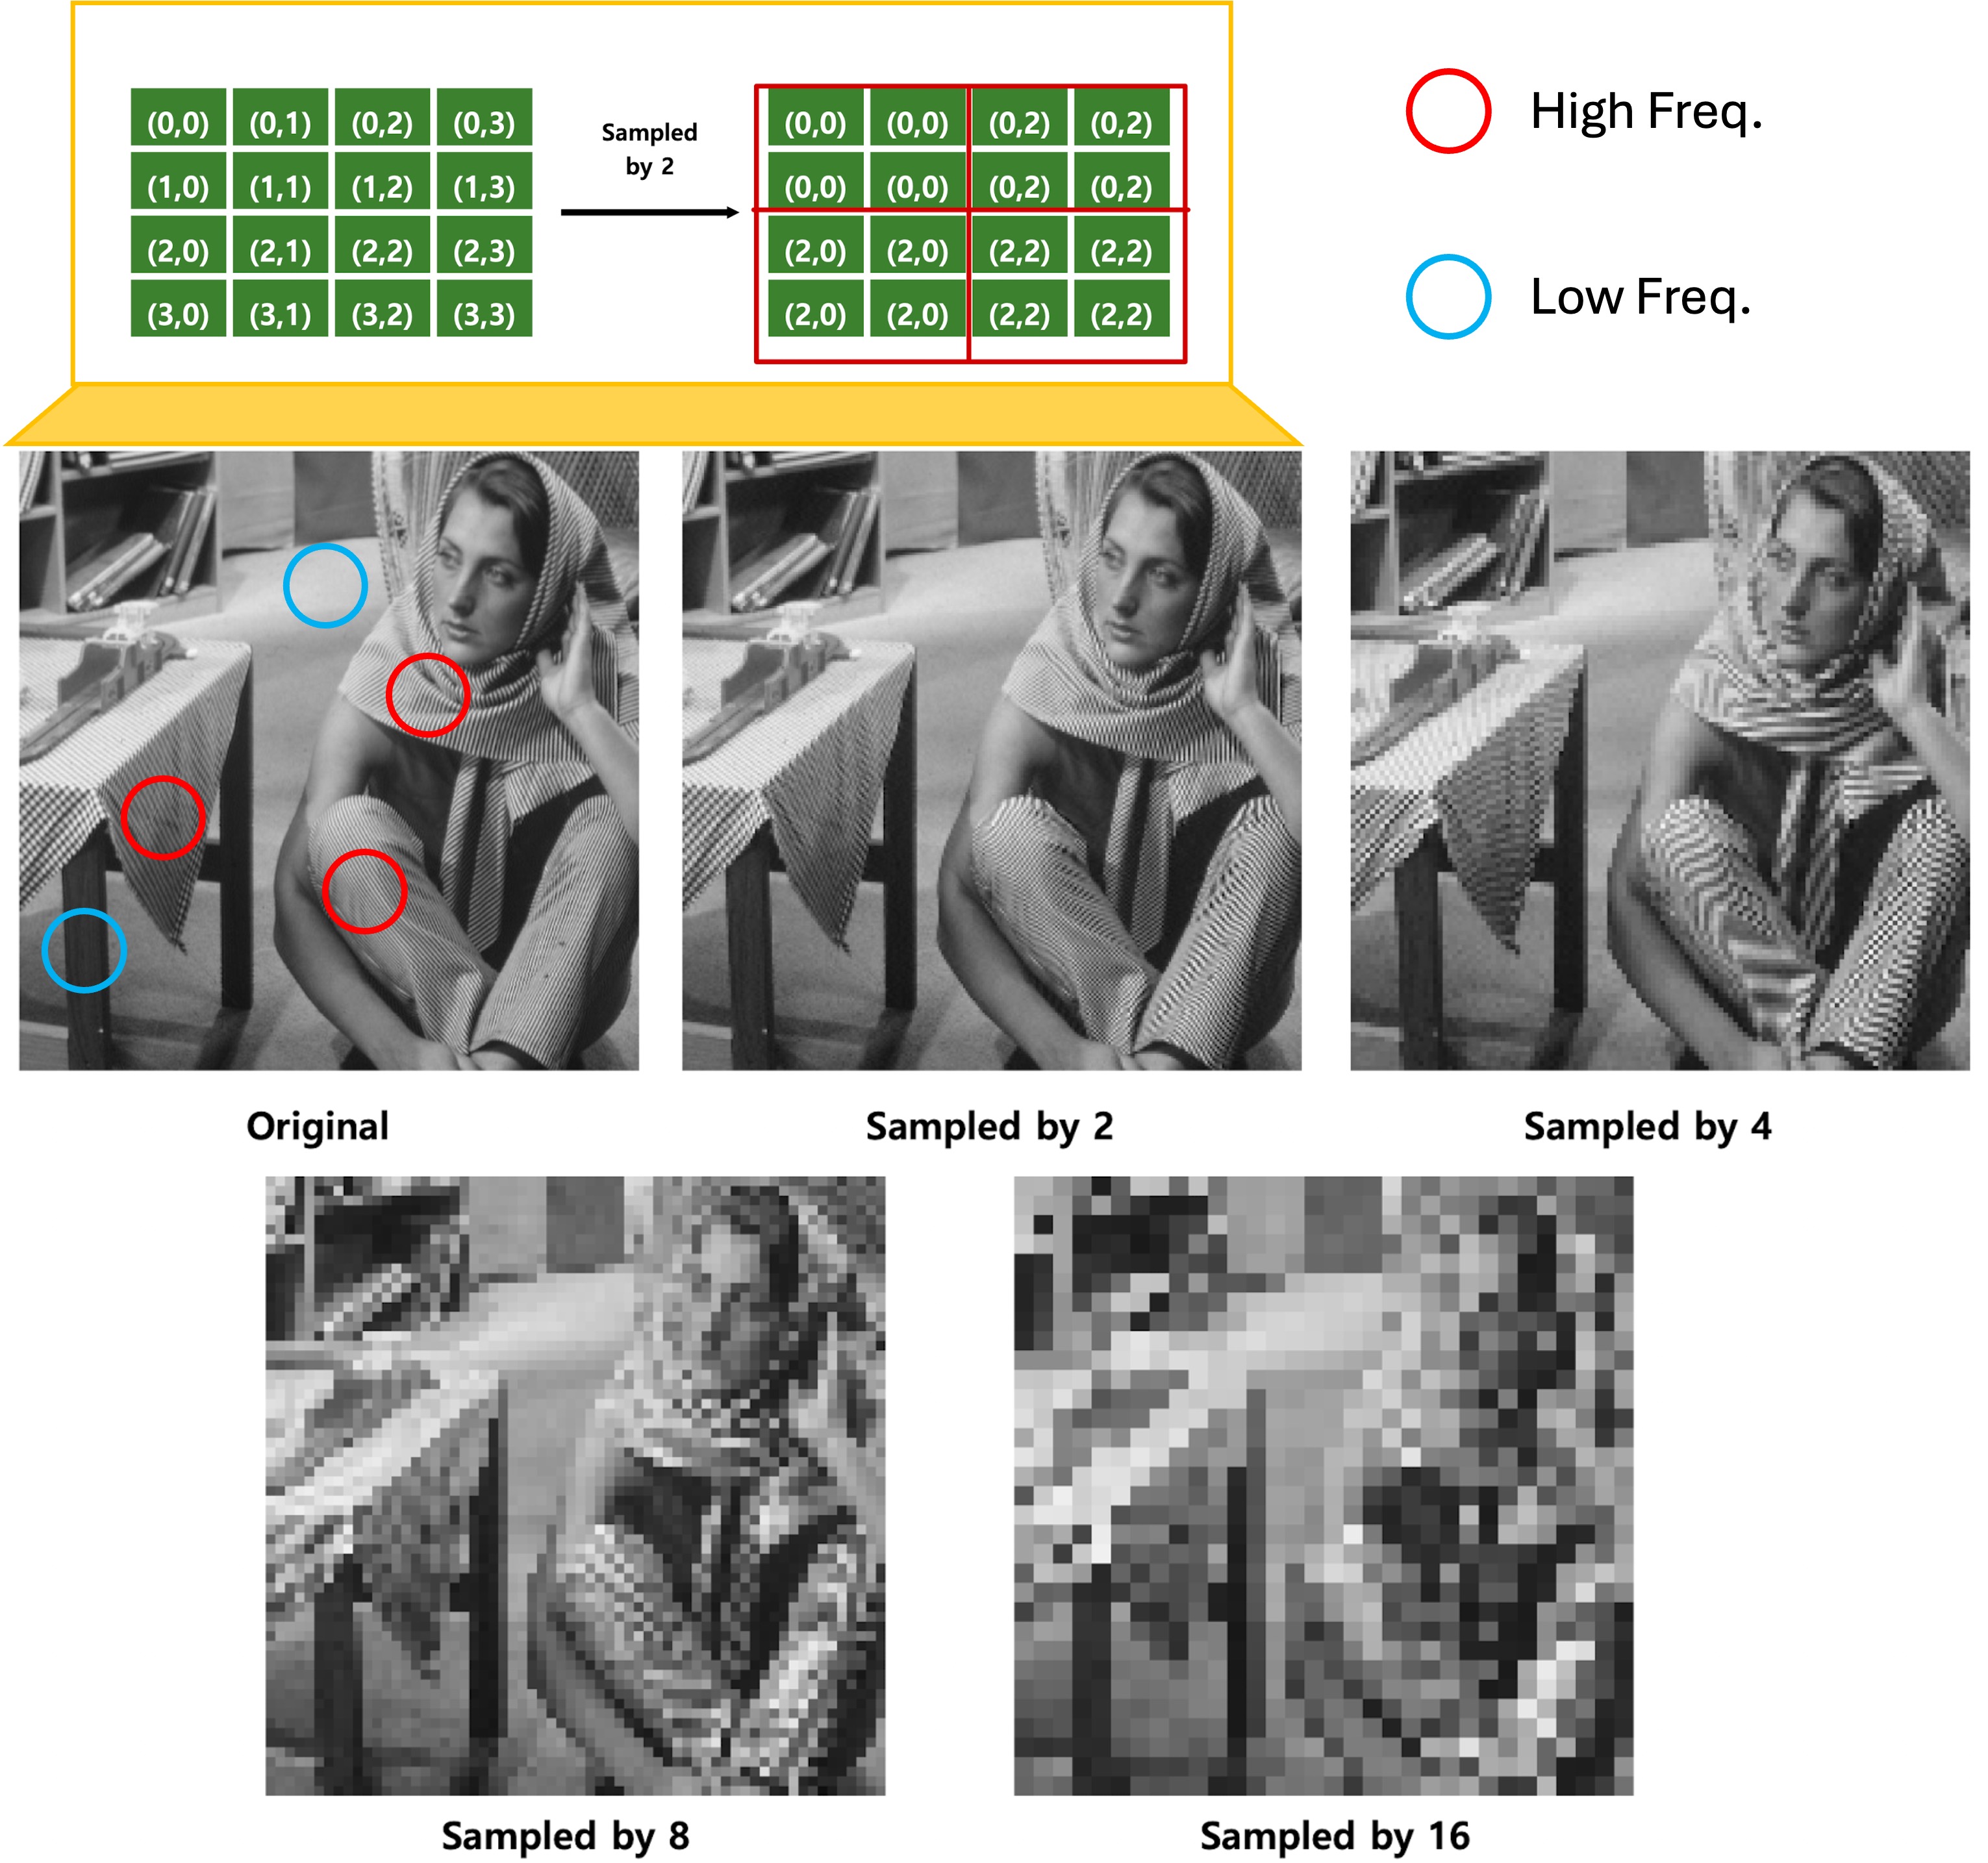 (0,0) (0,1) (0,2) (0,3)
(1,0) (1,1) (1,2) (1,3)
(2,0) (2,1) (2,2) (2,3)
(3,0) (3,1) (3,2) (3,3)
Sampled
by 2
(0,0) (0,0) (0,2) (0,2)
(0,0) (0,0) (0,2) (0,2)
(2,0) (2,0) (2,2) (2,2)
(2,0) (2,0) (2,2) (2,2)
High Freq.
Low Freq.
Original
Sampled by 2
Sampled by 4
Sampled by 8
Sampled by 16